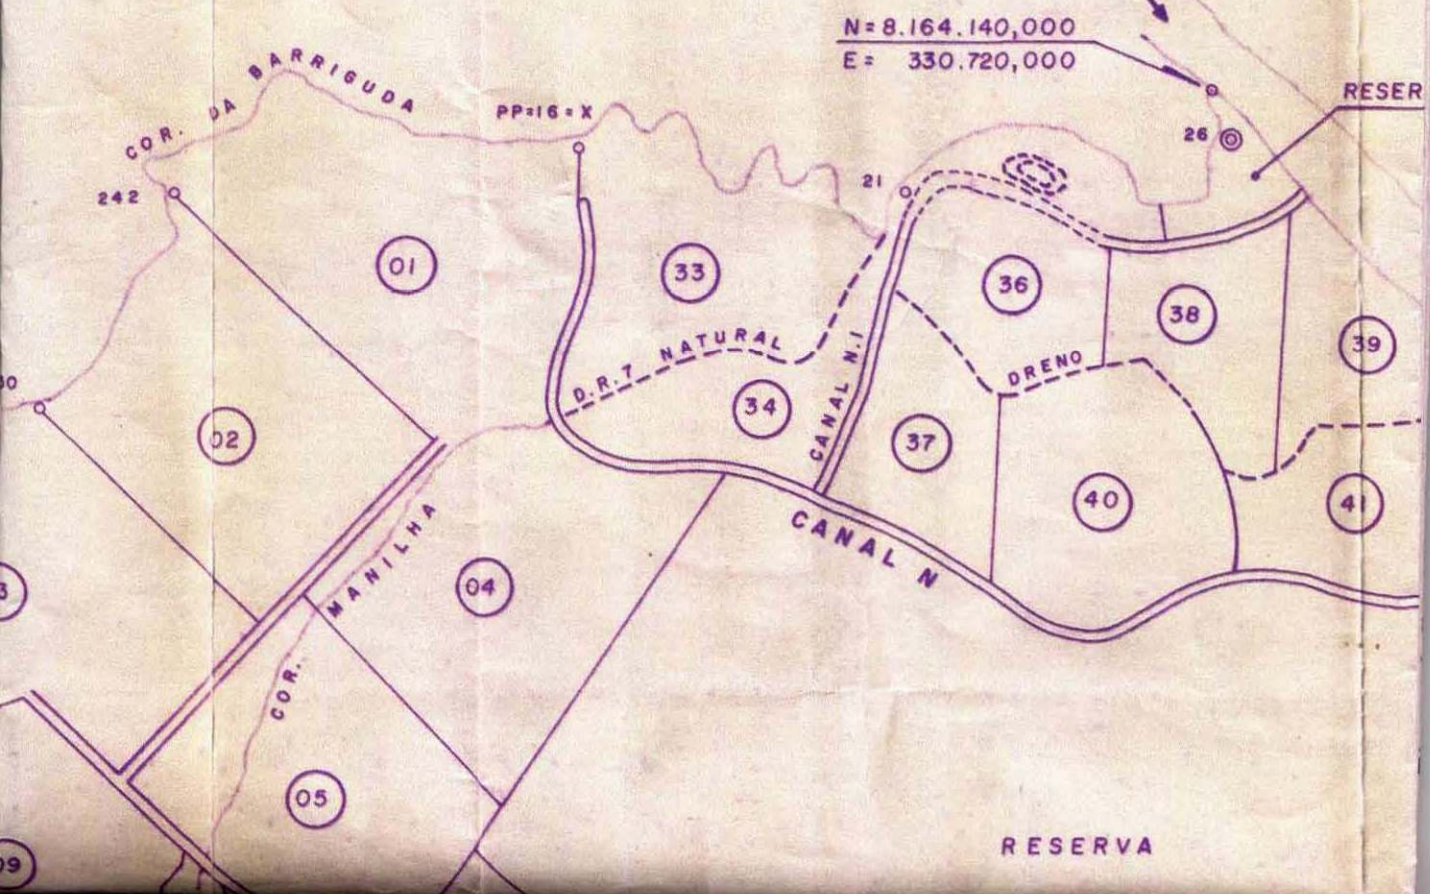 N=8.164.140,000
E= 330.720,000
RESER
COR. DA BARRIGUDA
PP=16=X
26
242
21
01
33
36
38
39
D.R.7 NATURAL
CANAL N.1
DRENO
02
34
37
40
41
CANAL N
COR. MANILHA
04
05
RESERVA